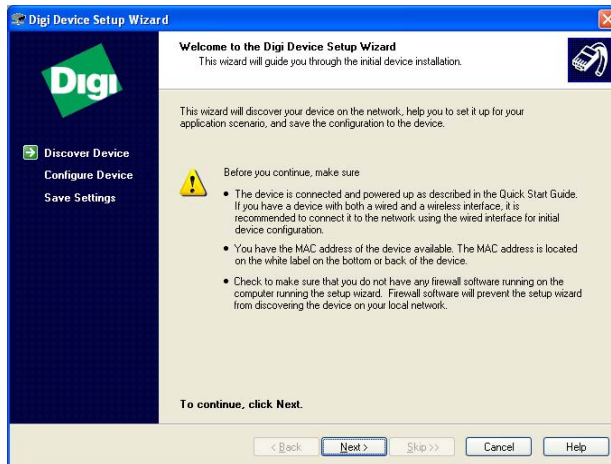 Digi Device Setup Wizard
Digi
Discover Device
Configure Device
Save Settings
Welcome to the Digi Device Setup Wizard
This wizard will guide you through the initial device installation.
This wizard will discover your device on the network, help you to set it up for your
application scenario, and save the configuration to the device.
Before you continue, make sure
• The device is connected and powered up as described in the Quick Start Guide.
If you have a device with both a wired and a wireless interface, it is
recommended to connect it to the network using the wired interface for initial
device configuration.
• You have the MAC address of the device available. The MAC address is located
on the white label on the bottom or back of the device.
• Check to make sure that you do not have any firewall software running on the
computer running the setup wizard. Firewall software will prevent the setup wizard
from discovering the device on your local network.
To continue, click Next.
< Back Next > Skip >> Cancel Help